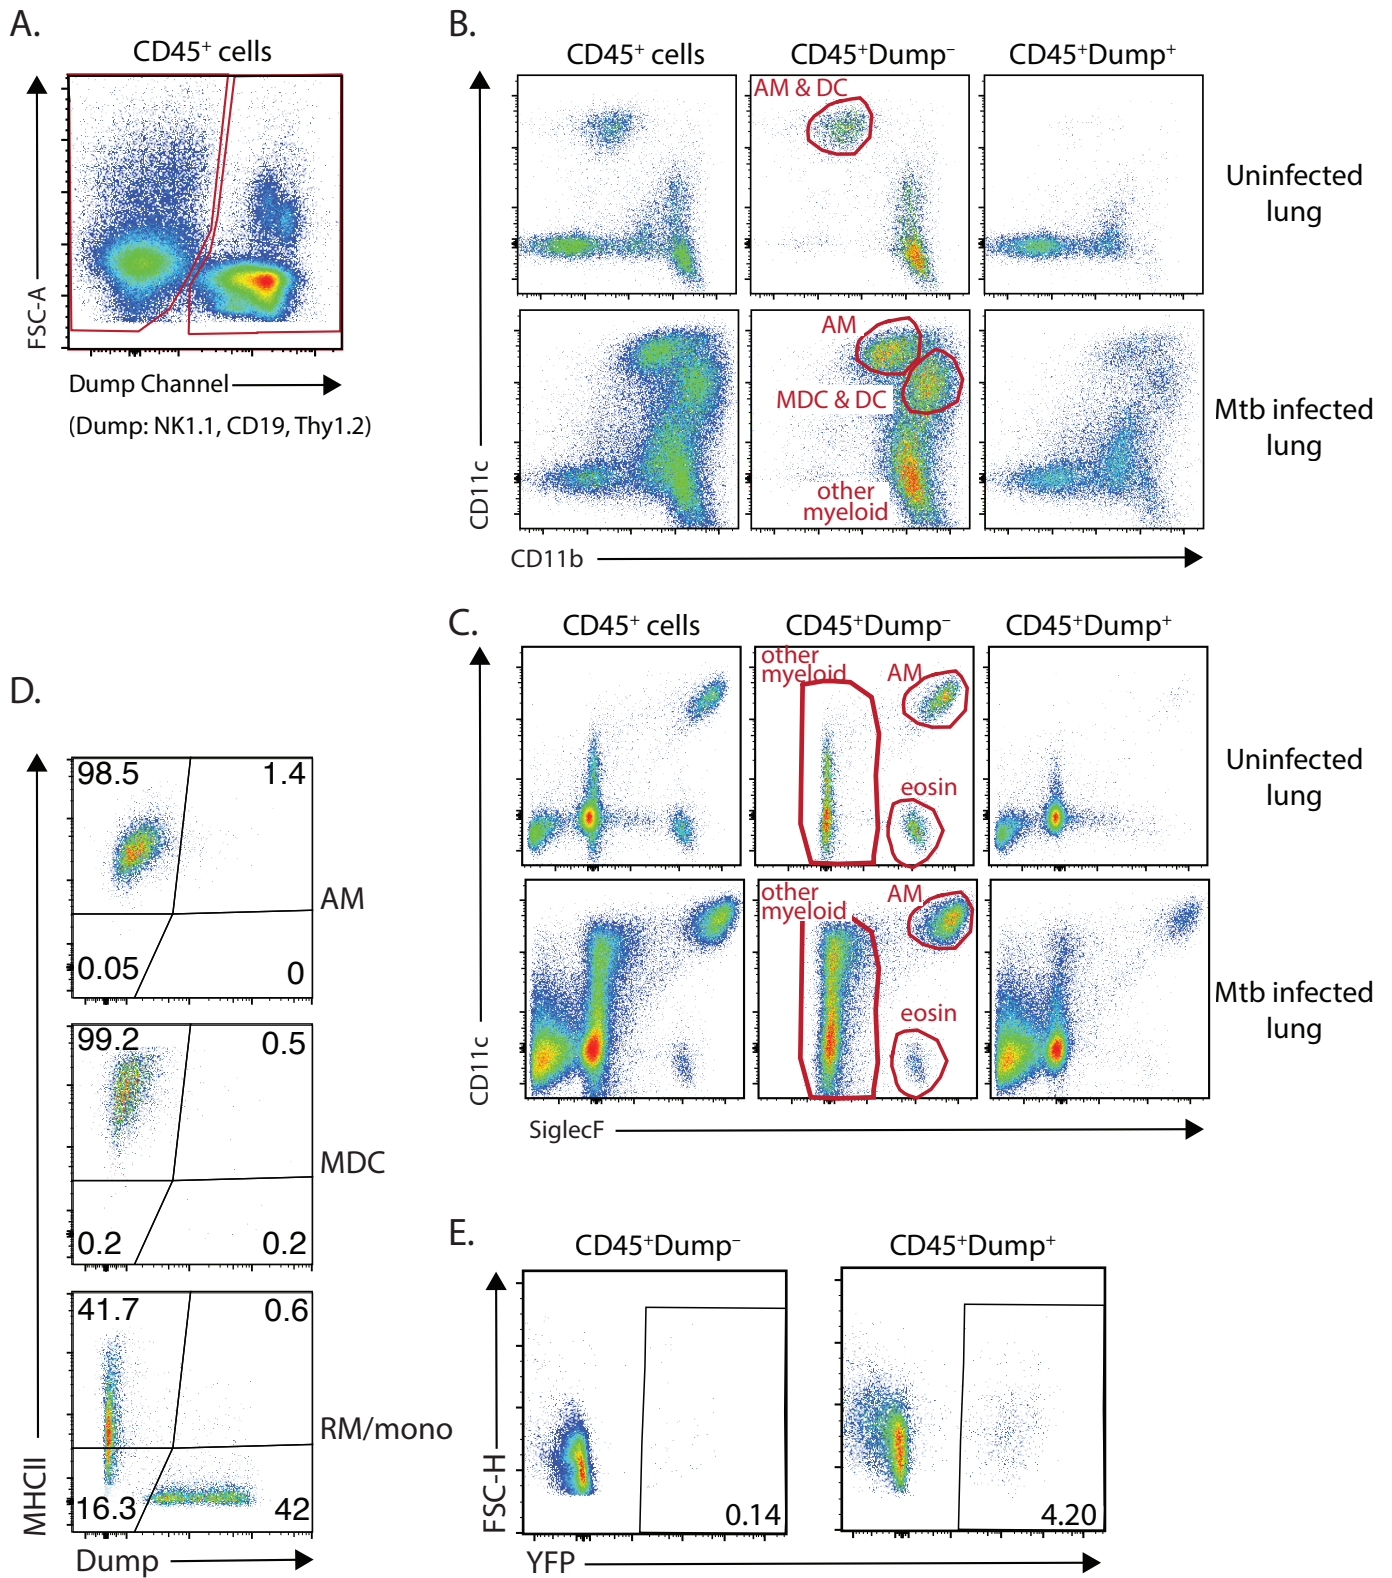 A.
CD45⁺ cells
FSC-A
Dump Channel
(Dump: NK1.1, CD19, Thy1.2)
B.
CD45⁺ cells
CD45⁺Dump⁻
CD45⁺Dump⁺
AM & DC
Uninfected
lung
AM
MDC & DC
other
myeloid
Mtb infected
lung
CD11c
CD11b
C.
CD45⁺ cells
CD45⁺Dump⁻
CD45⁺Dump⁺
other
myeloid
AM
eosin
Uninfected
lung
other
myeloid
AM
eosin
Mtb infected
lung
CD11c
SiglecF
D.
98.5
1.4
0.05
0
AM
99.2
0.5
0.2
0.2
MDC
41.7
0.6
16.3
42
RM/mono
MHCII
Dump
E.
CD45⁺Dump⁻
CD45⁺Dump⁺
FSC-H
0.14
4.20
YFP